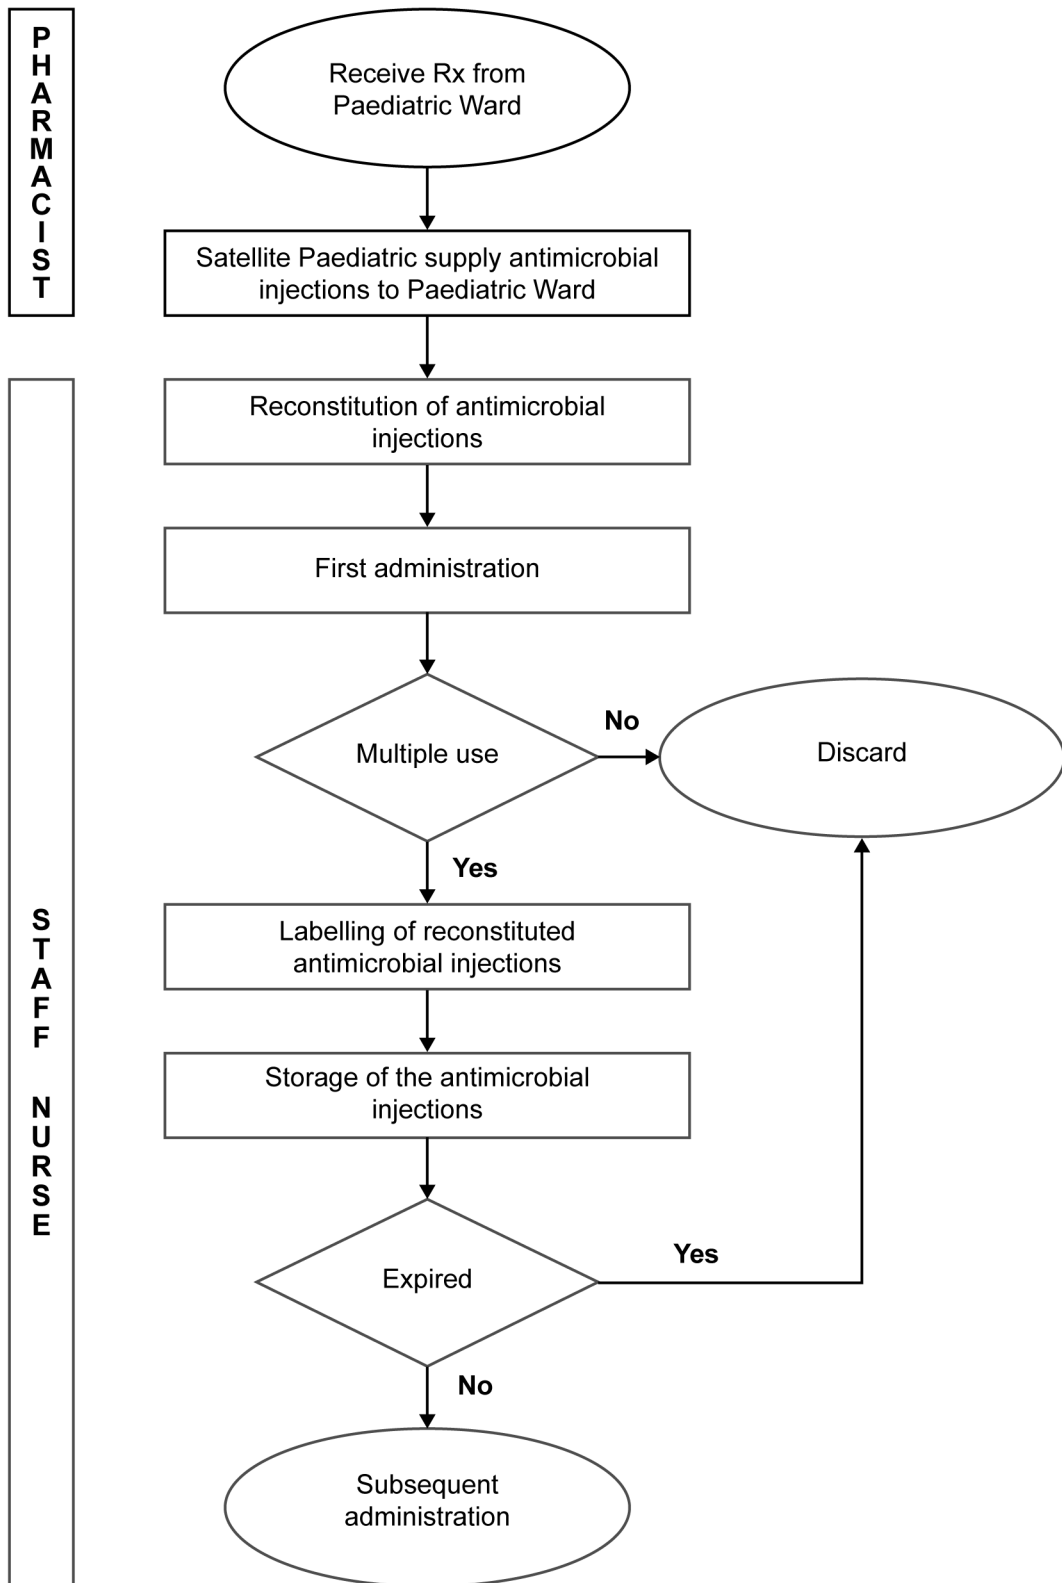 PHARMACIST
Receive Rx from
Paediatric Ward
Satellite Paediatric supply antimicrobial
injections to Paediatric Ward
STAFF NURSE
Reconstitution of antimicrobial
injections
First administration
Multiple use
No
Discard
Yes
Labelling of reconstituted
antimicrobial injections
Storage of the antimicrobial
injections
Expired
Yes
No
Subsequent
administration